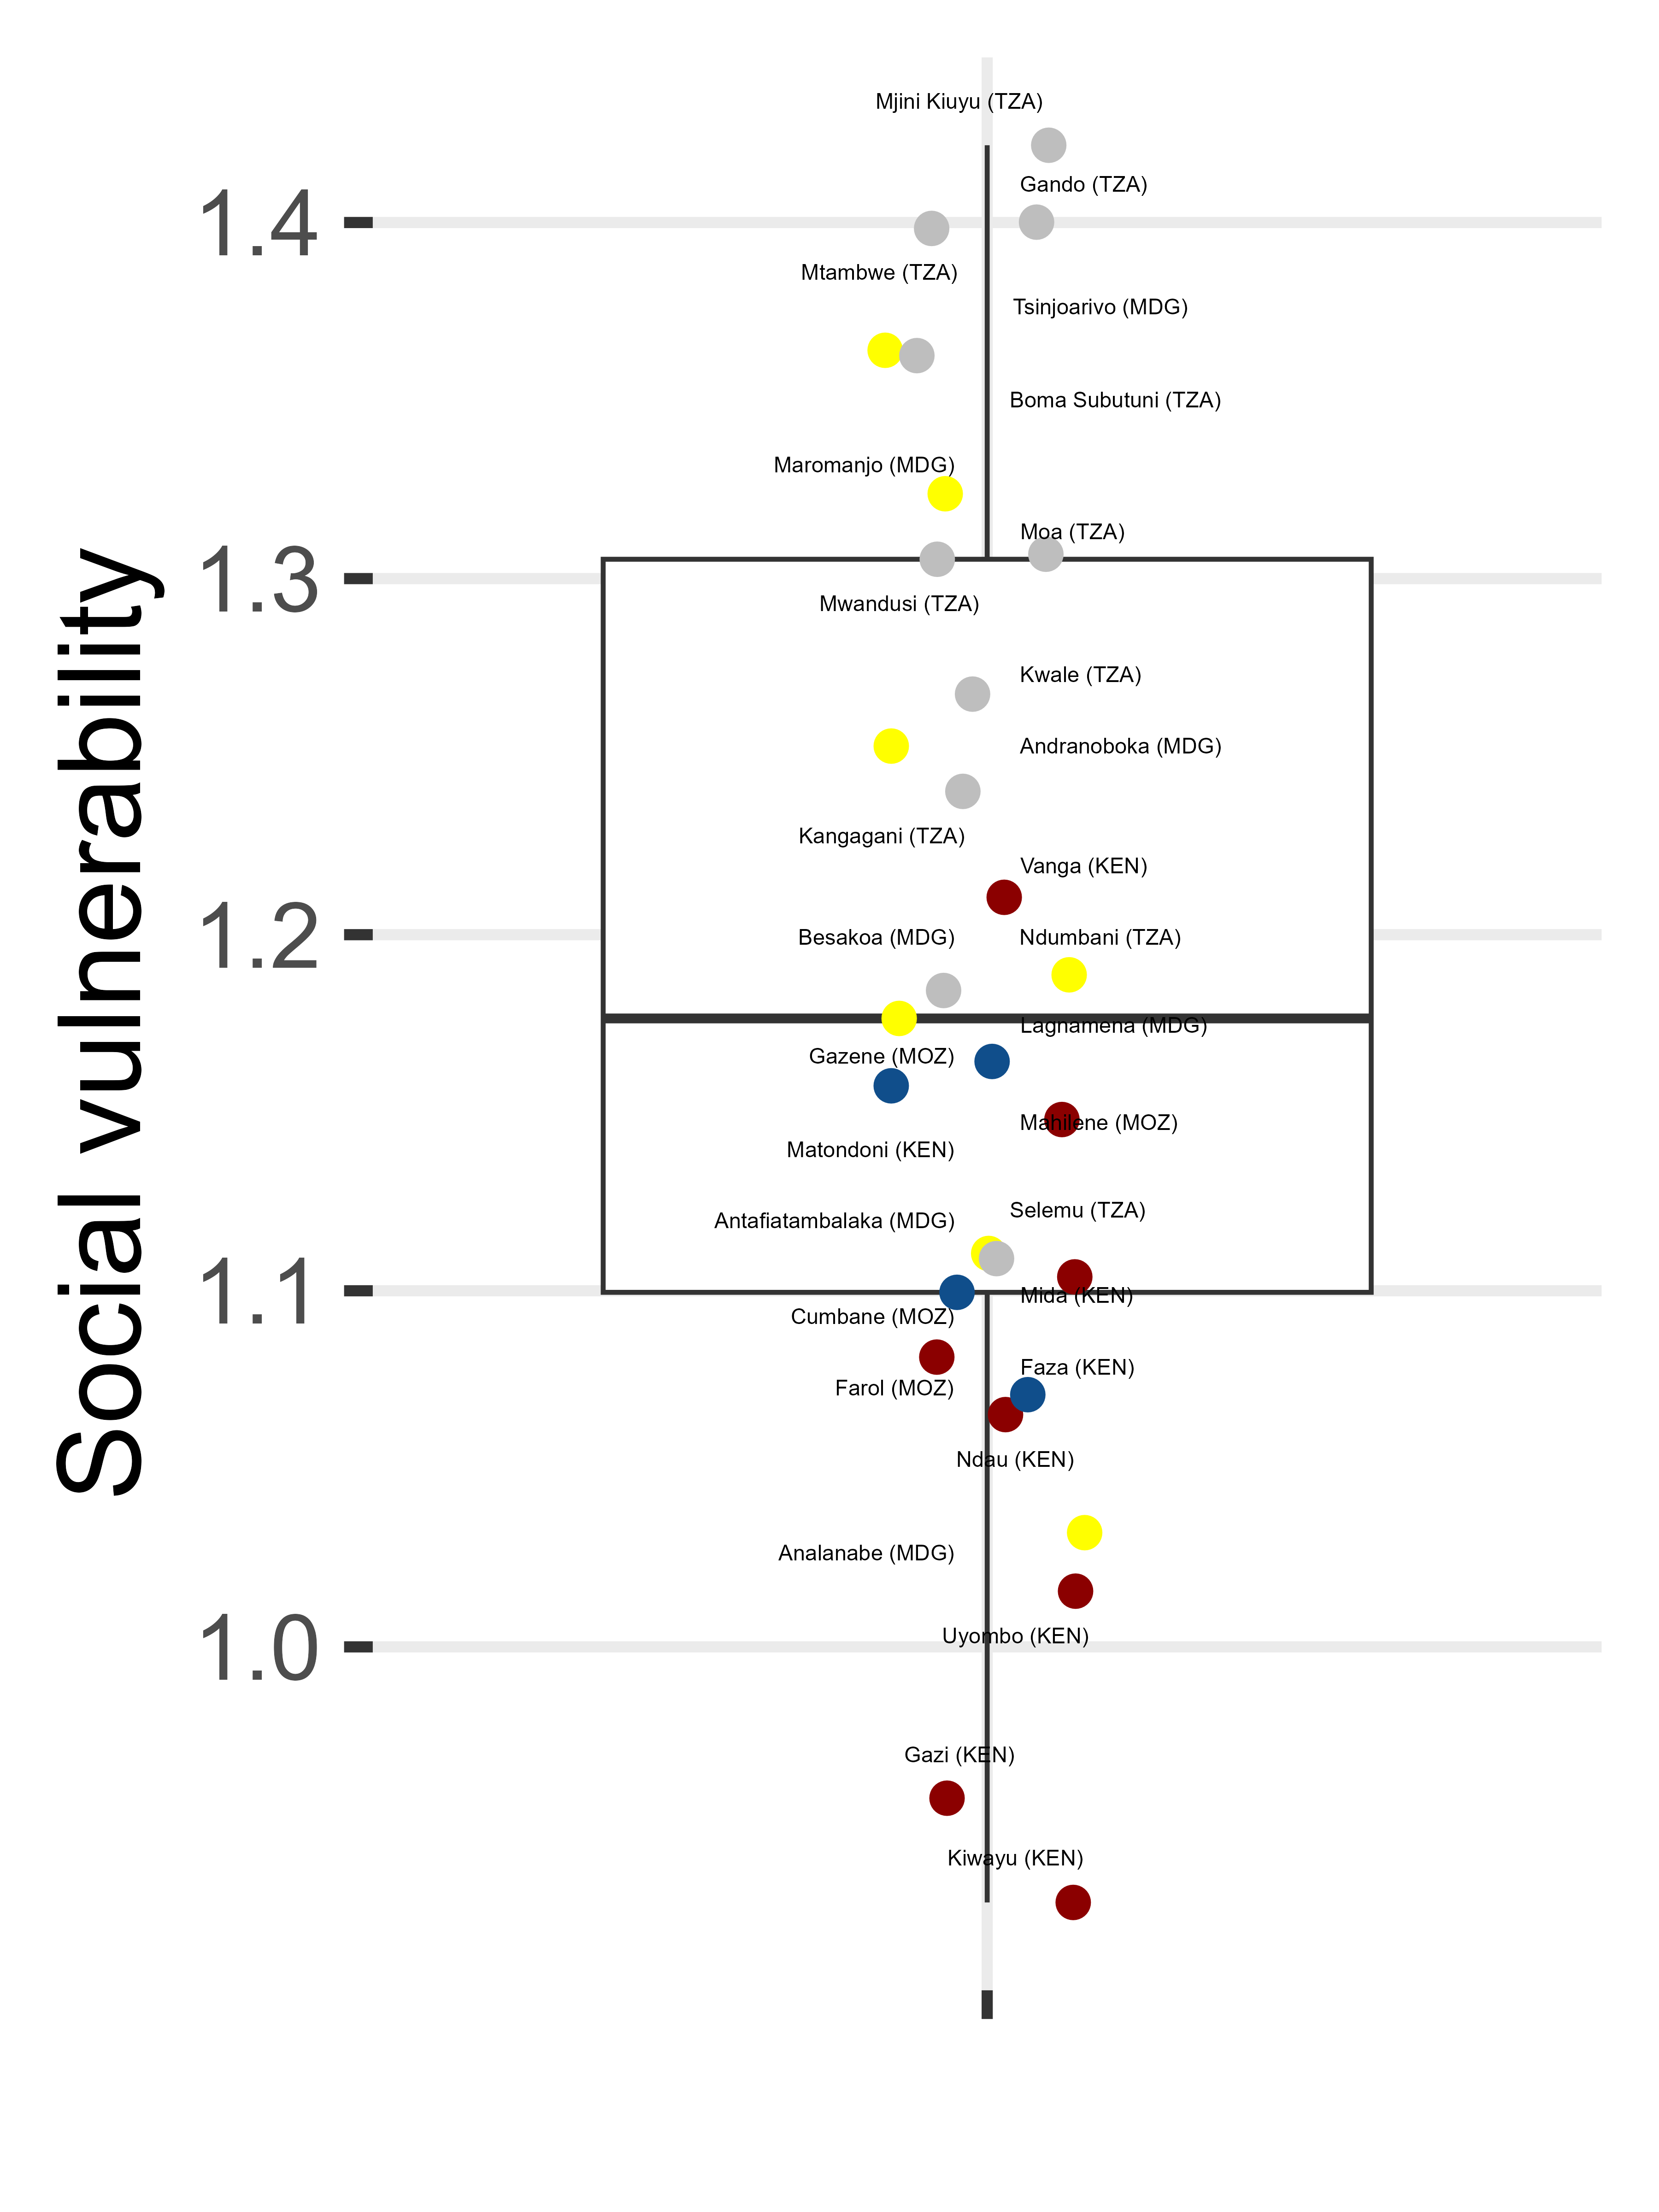 Social vulnerability
1.4
1.3
1.2
1.1
1.0
Mjini Kiuyu (TZA)
Gando (TZA)
Mtambwe (TZA)
Tsinjoarivo (MDG)
Boma Subutuni (TZA)
Maromanjo (MDG)
Moa (TZA)
Mwandusi (TZA)
Kwale (TZA)
Andranoboka (MDG)
Kangagani (TZA)
Vanga (KEN)
Besakoa (MDG)
Ndumbani (TZA)
Lagnamena (MDG)
Gazene (MOZ)
Mahilene (MOZ)
Matondoni (KEN)
Selemu (TZA)
Antafiatambalaka (MDG)
Mida (KEN)
Cumbane (MOZ)
Faza (KEN)
Farol (MOZ)
Ndau (KEN)
Analanabe (MDG)
Uyombo (KEN)
Gazi (KEN)
Kiwayu (KEN)